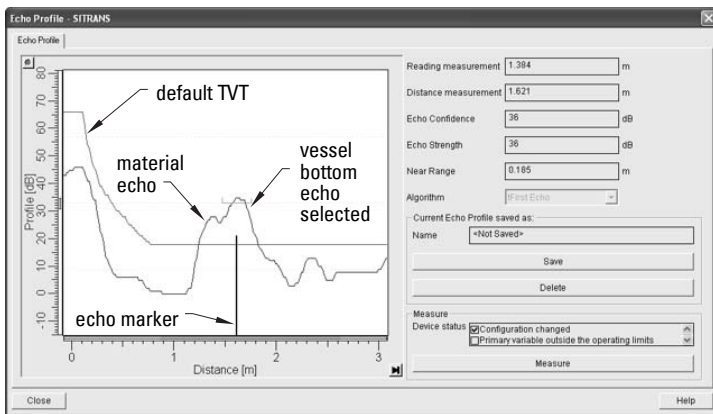 Echo Profile - SITRANS
Echo Profile
80
70
60
50
40
30
20
10
0
-10
Profile [dB]
default TVT
material
echo
vessel
bottom
echo
selected
echo marker
0
1
2
3
Distance [m]
Reading measurement 1.384 m
Distance measurement 1.621 m
Echo Confidence 36 dB
Echo Strength 36 dB
Near Range 0.185 m
Algorithm tFirst Echo
Current Echo Profile saved as:
Name <Not Saved>
Save
Delete
Measure
Device status Configuration changed
Primary variable outside the operating limits
Measure
Close
Help